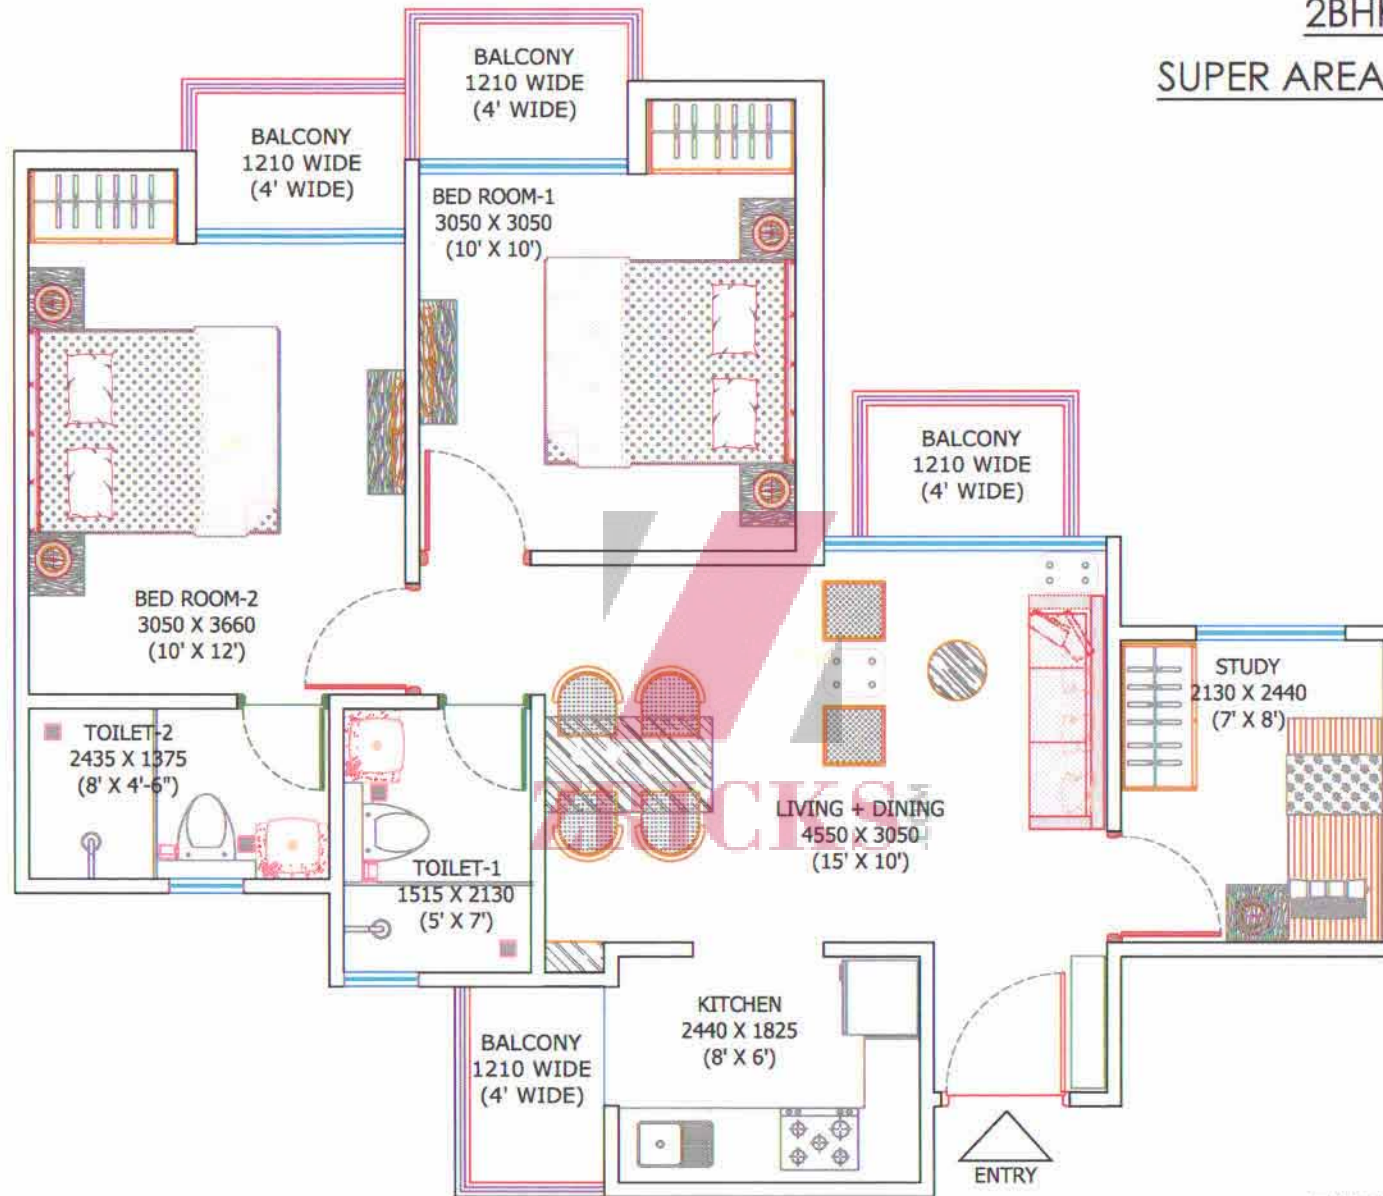 2BHK
SUPER AREA
BALCONY
1210 WIDE
(4' WIDE)
BALCONY
1210 WIDE
(4' WIDE)
BED ROOM-1
3050 X 3050
(10' X 10')
BALCONY
1210 WIDE
(4' WIDE)
BED ROOM-2
3050 X 3660
(10' X 12')
STUDY
2130 X 2440
(7' X 8')
TOILET-2
2435 X 1375
(8' X 4'-6")
LIVING + DINING
4550 X 3050
(15' X 10')
TOILET-1
1515 X 2130
(5' X 7')
KITCHEN
2440 X 1825
(8' X 6')
BALCONY
1210 WIDE
(4' WIDE)
ENTRY